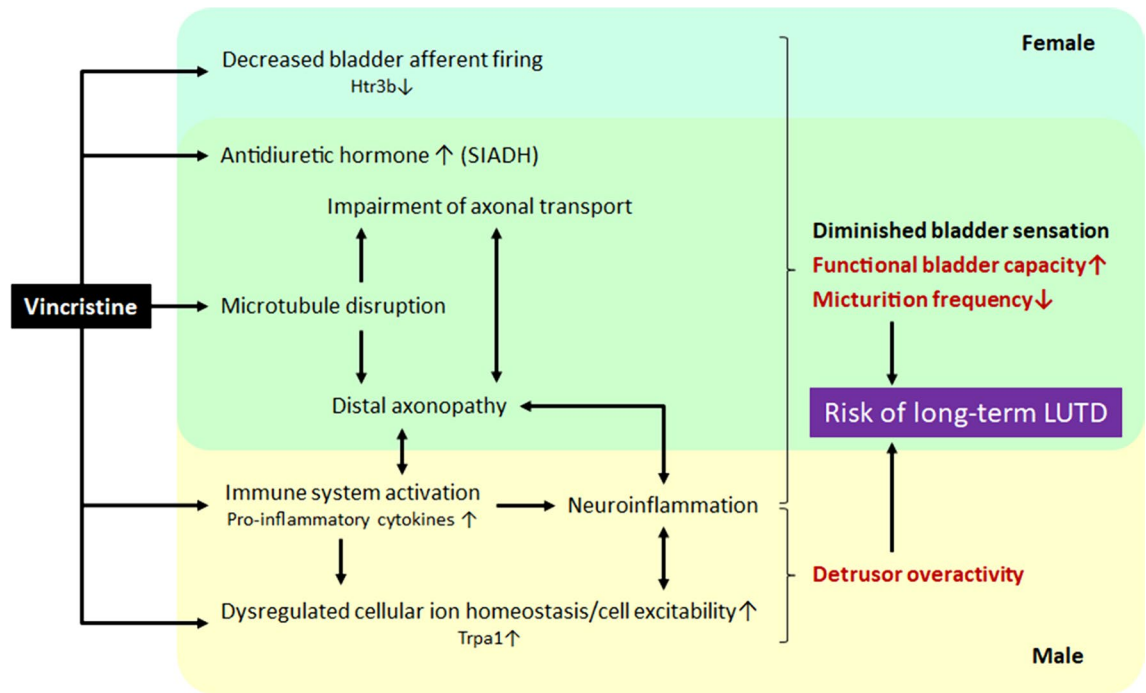 Female
Decreased bladder afferent firing
Htr3b↓
Antidiuretic hormone ↑ (SIADH)
Impairment of axonal transport
Diminished bladder sensation
Functional bladder capacity↑
Micturition frequency↓
Vincristine
Microtubule disruption
Distal axonopathy
Risk of long-term LUTD
Immune system activation
Pro-inflammatory cytokines ↑
Neuroinflammation
Detrusor overactivity
Dysregulated cellular ion homeostasis/cell excitability↑
Trpa1↑
Male